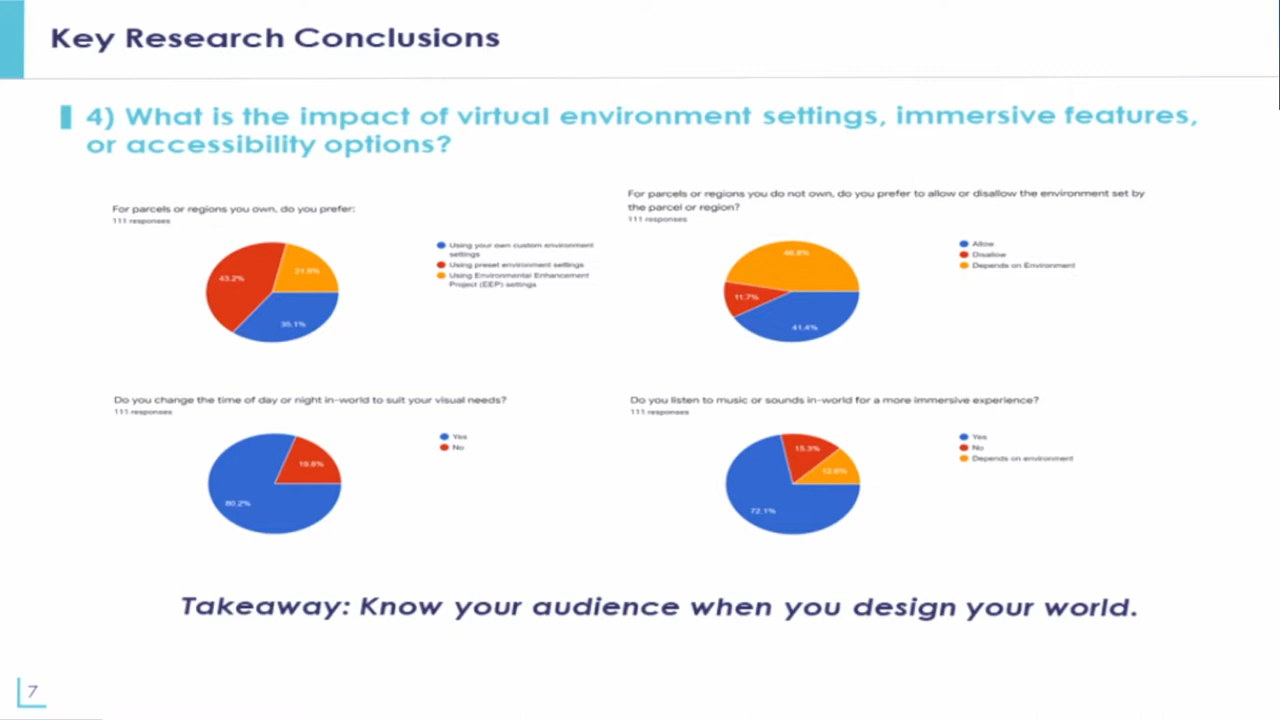 Key Research Conclusions
4) What is the impact of virtual environment settings, immersive features,
or accessibility options?
For parcels or regions you own, do you prefer:
111 responses
43.2%
21.6%
35.1%
Using your own custom environment
settings
Using preset environment settings
Using Environmental Enhancement
Project (EEP) settings
For parcels or regions you do not own, do you prefer to allow or disallow the environment set by
the parcel or region?
111 responses
46.8%
11.7%
41.4%
Allow
Disallow
Depends on Environment
Do you change the time of day or night in-world to suit your visual needs?
111 responses
19.8%
80.2%
Yes
No
Do you listen to music or sounds in-world for a more immersive experience?
111 responses
15.3%
12.6%
72.1%
Yes
No
Depends on environment
Takeaway: Know your audience when you design your world.
7